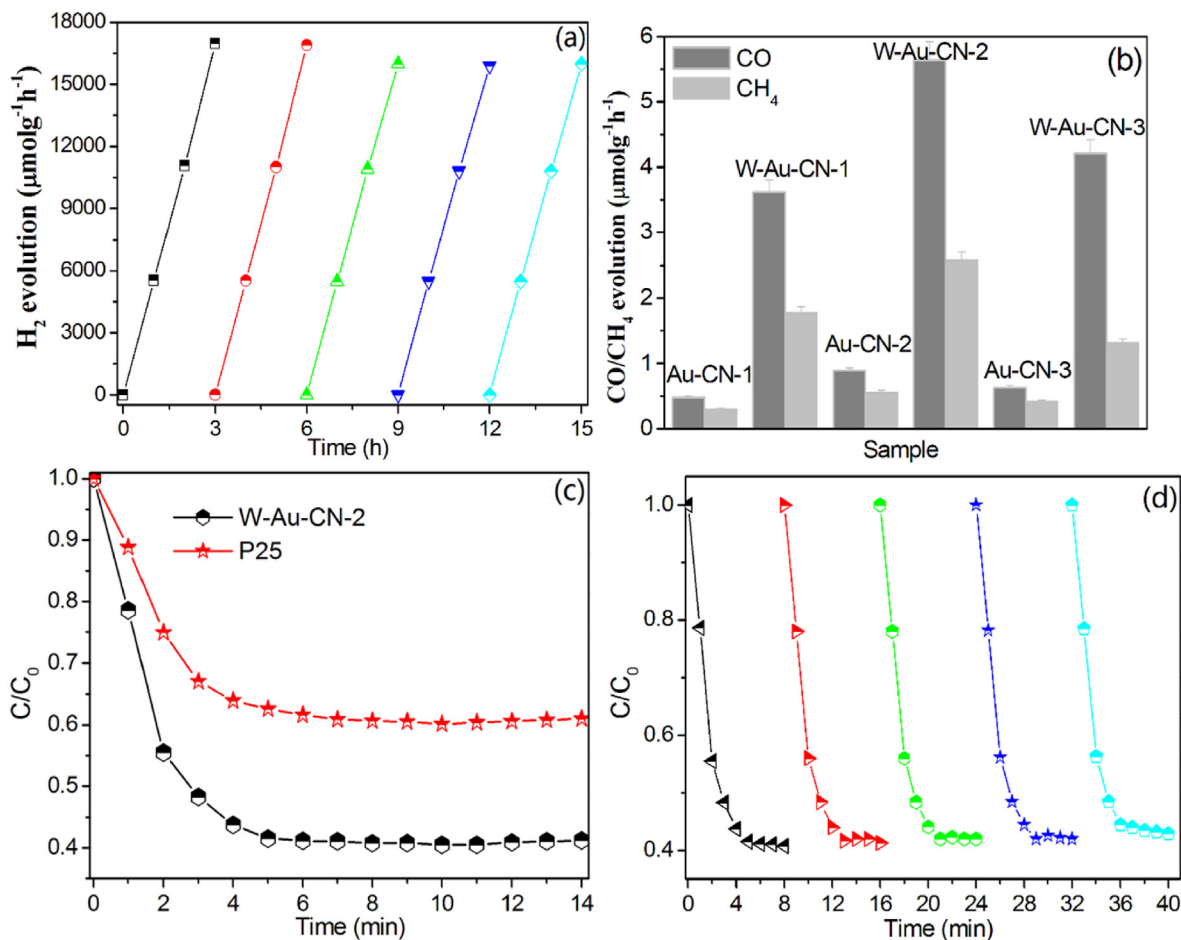 (a)
H₂ evolution (μmolg⁻¹h⁻¹)
18000
15000
12000
9000
6000
3000
0
0 3 6 9 12 15
Time (h)
(b)
CO/CH₄ evolution (μmolg⁻¹h⁻¹)
6
5
4
3
2
1
0
CO
CH₄
W-Au-CN-2
W-Au-CN-3
W-Au-CN-1
Au-CN-2
Au-CN-1
Au-CN-3
Sample
(c)
C/C₀
1.0
0.9
0.8
0.7
0.6
0.5
0.4
W-Au-CN-2
P25
0 2 4 6 8 10 12 14
Time (min)
(d)
C/C₀
1.0
0.8
0.6
0.4
0 4 8 12 16 20 24 28 32 36 40
Time (min)